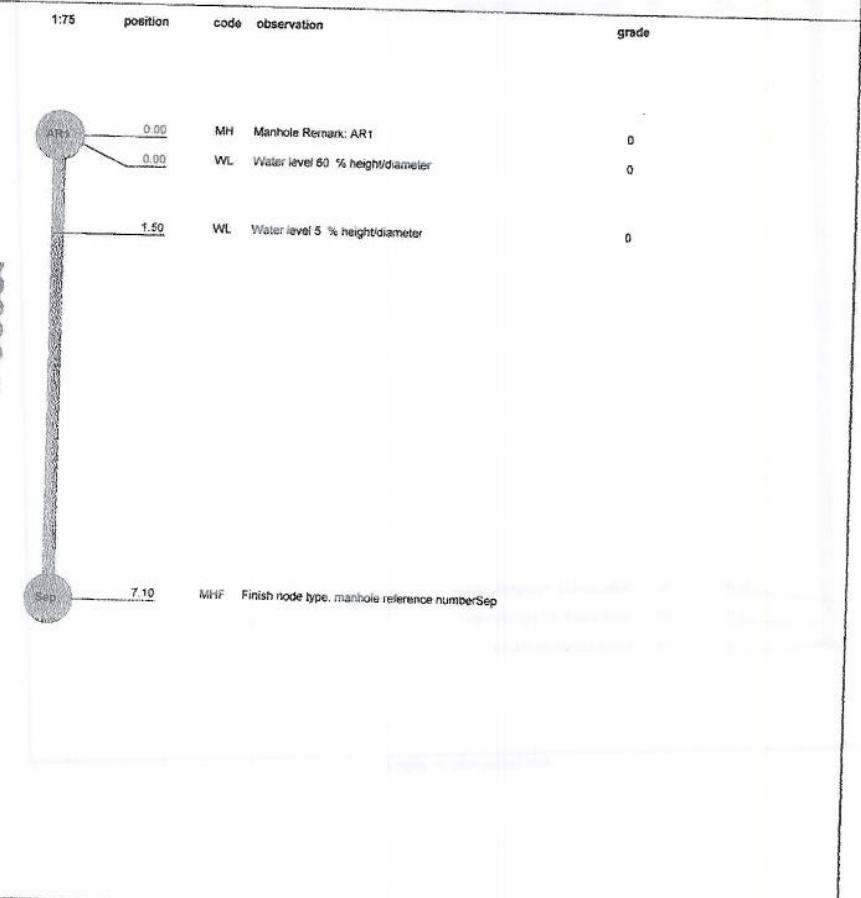 1:75 position code observation grade
AR1 0.00 MH Manhole Remark: AR1 0
0.00 WL Water level 60 % height/diameter 0
1.50 WL Water level 5 % height/diameter 0
Sep 7.10 MHF Finish node type, manhole reference numberSep